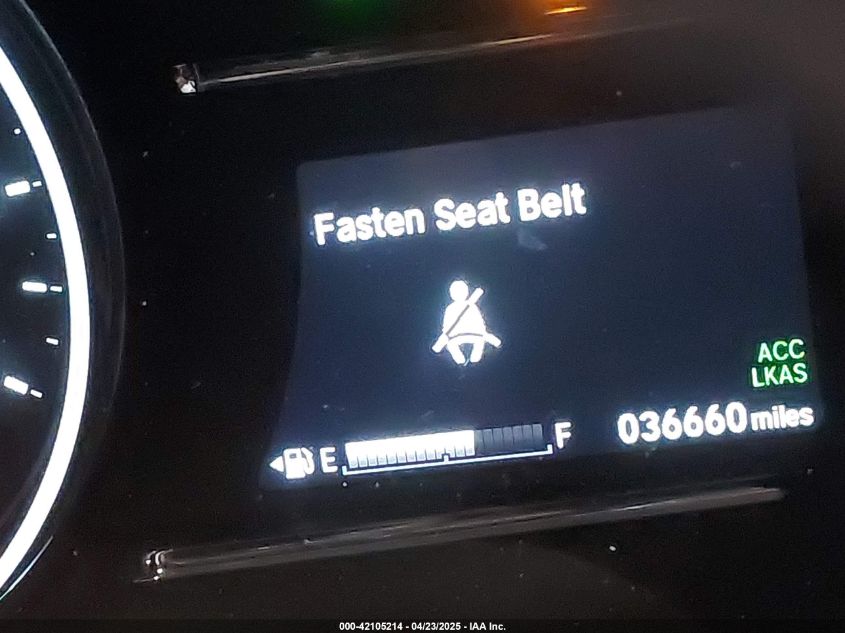 Fasten Seat Belt
ACC
LKAS
E F 036660 miles
000-42105214 - 04/23/2025 - IAA Inc.